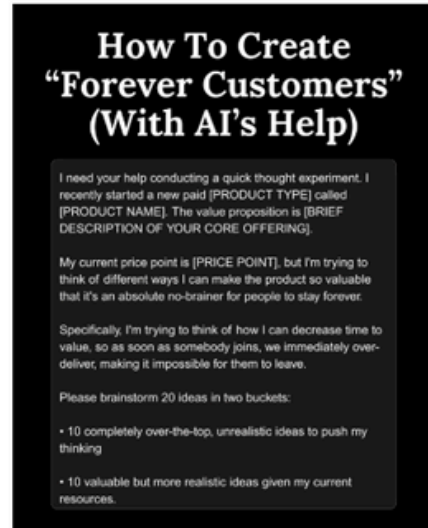 How To Create
“Forever Customers”
(With AI’s Help)
I need your help conducting a quick thought experiment. I
recently started a new paid [PRODUCT TYPE] called
[PRODUCT NAME]. The value proposition is [BRIEF
DESCRIPTION OF YOUR CORE OFFERING].
My current price point is [PRICE POINT], but I'm trying to
think of different ways I can make the product so valuable
that it's an absolute no-brainer for people to stay forever.
Specifically, I'm trying to think of how I can decrease time to
value, so as soon as somebody joins, we immediately over-
deliver, making it impossible for them to leave.
Please brainstorm 20 ideas in two buckets:
• 10 completely over-the-top, unrealistic ideas to push my
thinking
• 10 valuable but more realistic ideas given my current
resources.